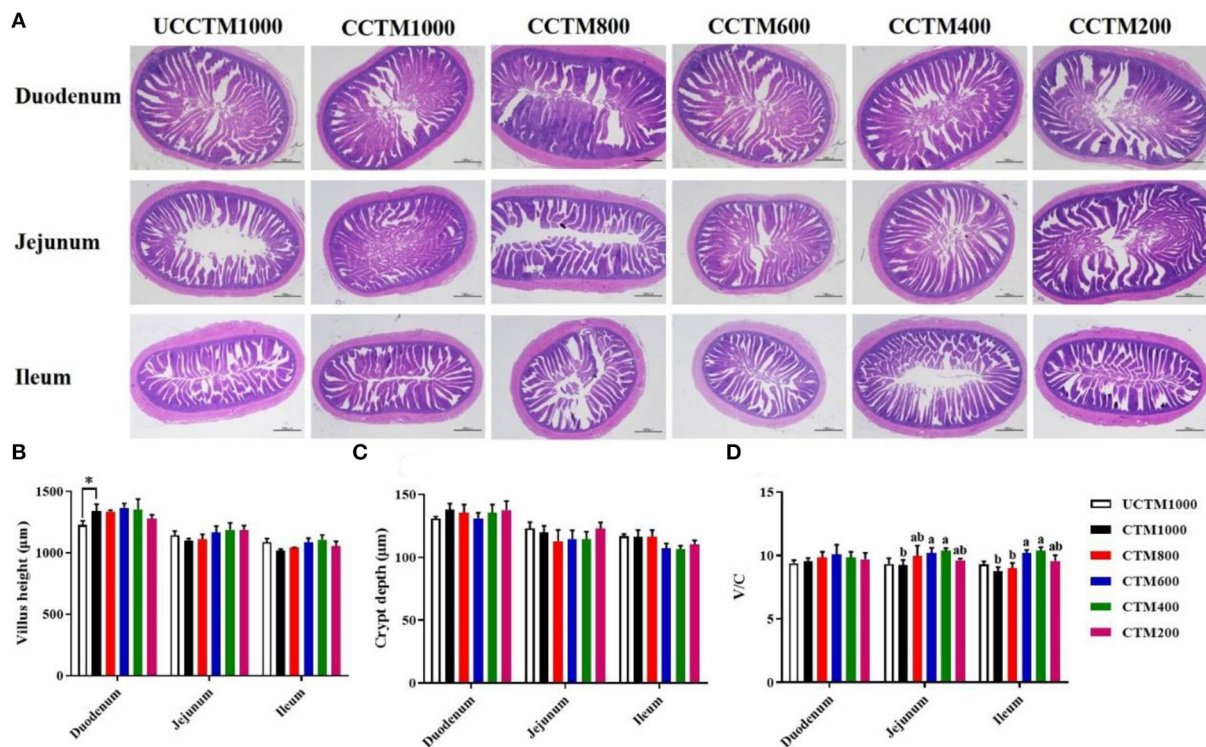 A
UCCTM1000 CCTM1000 CCTM800 CCTM600 CCTM400 CCTM200
Duodenum
Jejunum
Ileum
B
C
D
*
1500
1000
500
0
Villus height (μm)
Duodenum
Jejunum
Ileum
150
100
50
0
Crypt depth (μm)
Duodenum
Jejunum
Ileum
15
10
5
0
V/C
b ab a a ab
b b a a ab
Duodenum
Jejunum
Ileum
UCTM1000
CTM1000
CTM800
CTM600
CTM400
CTM200